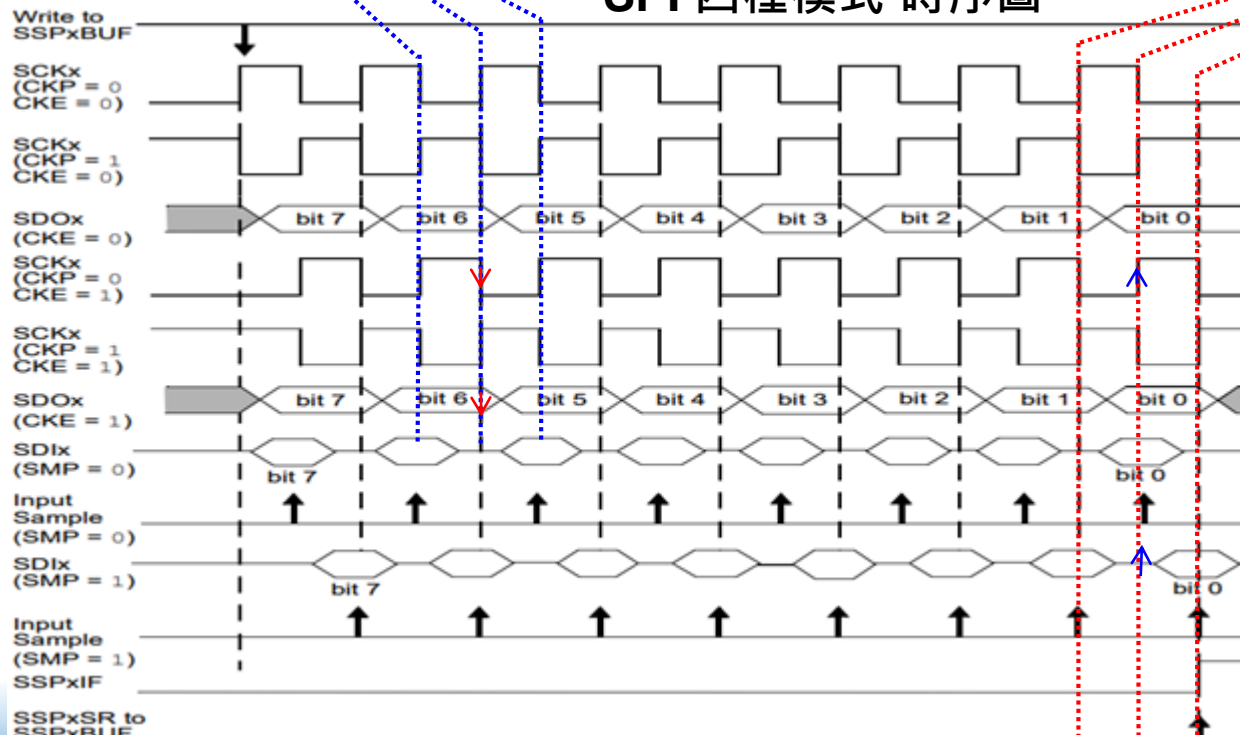 SPI 四種模式 時序圖
Write to
SSPxBUF
SCKx
(CKP = 0
CKE = 0)
SCKx
(CKP = 1
CKE = 0)
SDOx
(CKE = 0)
bit 7 bit 6 bit 5 bit 4 bit 3 bit 2 bit 1 bit 0
SCKx
(CKP = 0
CKE = 1)
SCKx
(CKP = 1
CKE = 1)
SDOx
(CKE = 1)
bit 7 bit 6 bit 5 bit 4 bit 3 bit 2 bit 1 bit 0
SDIx
(SMP = 0)
bit 7 bit 0
Input
Sample
(SMP = 0)
SDIx
(SMP = 1)
bit 7 bit 0
Input
Sample
(SMP = 1)
SSPxIF
SSPxSR to
SSPxBUF